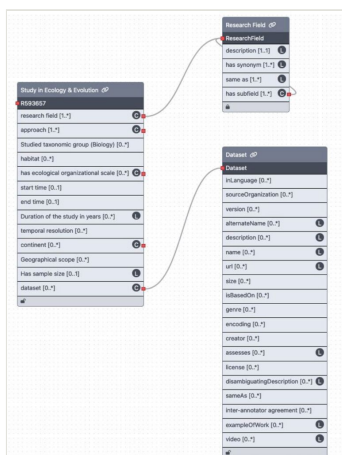 Research Field
ResearchField
description [1..1] L
has synonym [1..*] L
same as [1..*] L
has subfield [1..*] C
Study in Ecology & Evolution
R593657
research field [1..*] C
approach [1..*] C
Studied taxonomic group (Biology) [0..*]
habitat [0..*]
has ecological organizational scale [0..*] C
start time [0..1]
end time [0..1]
Duration of the study in years [0..*] L
temporal resolution [0..*]
continent [0..*] C
Geographical scope [0..*]
Has sample size [0..1] L
dataset [0..*] C
Dataset
Dataset
inLanguage [0..*]
sourceOrganization [0..*]
version [0..*]
alternateName [0..*] L
description [0..*] L
name [0..*] L
url [0..*] L
size [0..*]
isBasedOn [0..*]
genre [0..*]
encoding [0..*]
creator [0..*]
assesses [0..*] L
license [0..*]
disambiguatingDescription [0..*] L
sameAs [0..*]
inter-annotator agreement [0..*]
exampleOfWork [0..*] L
video [0..*] L